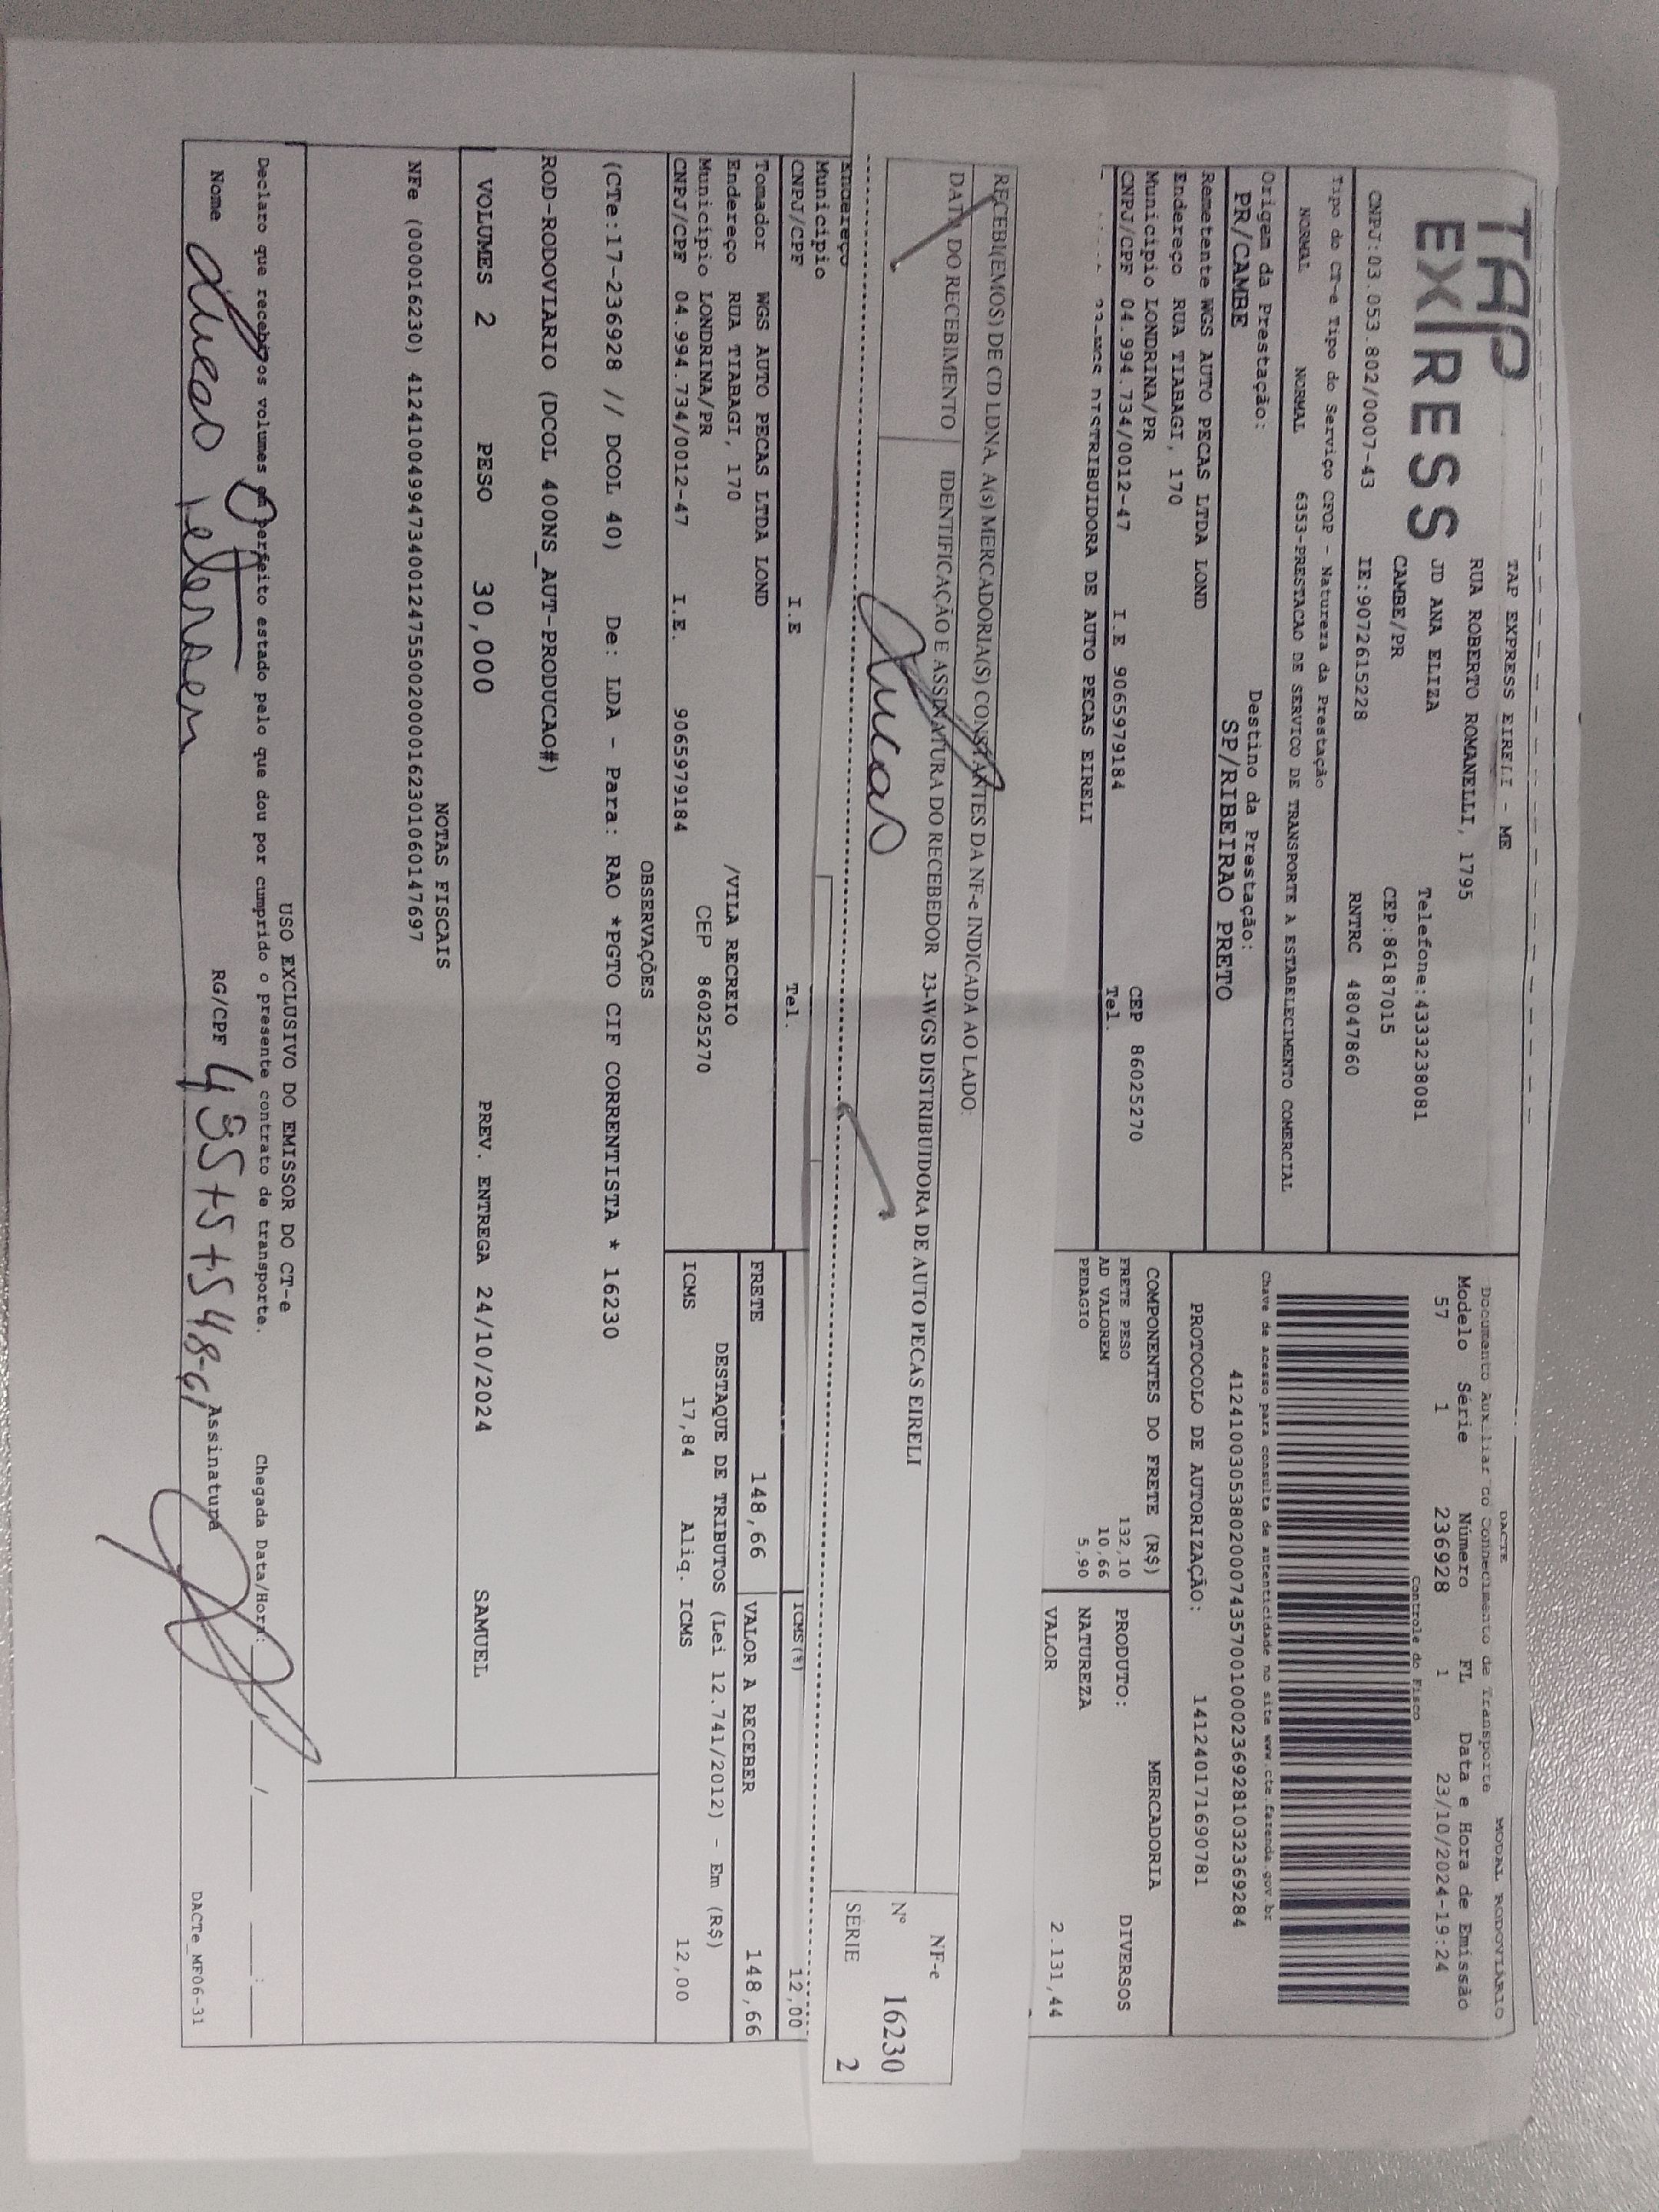 TAP
EXPRESS
TAP EXPRESS EIRELI - ME
RUA ROBERTO ROMANELLI, 1795
JD ANA ELIZA
Telefone:4333238081
CAMBE/PR
CEP:86187015
CNPJ:03.053.802/0007-43 IE:9072615228 RNTRC 48047860
DACTE MODAL RODOVIÁRIO
Documento Auxiliar do Conhecimento de Transporte
Modelo Série Número FL Data e Hora de Emissão
57 1 236928 1 23/10/2024-19:24
Controle do Fisco
Chave de acesso para consulta de autenticidade no site www.cte.fazenda.gov.br
41241003053802000743570010002369281032369284
PROTOCOLO DE AUTORIZAÇÃO: 141240171690781
Tipo do CT-e Tipo do Serviço CFOP - Natureza da Prestação
NORMAL NORMAL 6353-PRESTACAO DE SERVICO DE TRANSPORTE A ESTABELECIMENTO COMERCIAL
Origem da Prestação: Destino da Prestação:
PR/CAMBE SP/RIBEIRAO PRETO
Remetente WGS AUTO PECAS LTDA LOND
Endereço RUA TIABAGI, 170
Município LONDRINA/PR CEP 86025270
CNPJ/CPF 04.994.734/0012-47 I.E 9065979184 Tel.
COMPONENTES DO FRETE (R$)
FRETE PESO 132,10
AD VALOREM 10,66
PEDAGIO 5,90
MERCADORIA
PRODUTO: DIVERSOS
NATUREZA
VALOR 2.131,44
23-WGS DISTRIBUIDORA DE AUTO PECAS EIRELI
RECEBI(EMOS) DE CD LDNA, A(s) MERCADORIA(S) CONSTANTES DA NF-e INDICADA AO LADO:
DATA DO RECEBIMENTO IDENTIFICAÇÃO E ASSINATURA DO RECEBEDOR 23-WGS DISTRIBUIDORA DE AUTO PECAS EIRELI
Lucas
NF-e
Nº 16230
SÉRIE 2
Endereço
Município
CNPJ/CPF I.E Tel.
ICMS(%) 12,00
Tomador WGS AUTO PECAS LTDA LOND
Endereço RUA TIABAGI, 170 /VILA RECREIO
Município LONDRINA/PR CEP 86025270
CNPJ/CPF 04.994.734/0012-47 I.E. 9065979184
FRETE 148,66 VALOR A RECEBER 148,66
DESTAQUE DE TRIBUTOS (Lei 12.741/2012) - Em (R$)
ICMS 17,84 Aliq. ICMS 12,00
OBSERVAÇÕES
(CTe:17-236928 // DCOL 40) De: LDA - Para: RAO *PGTO CIF CORRENTISTA * 16230
ROD-RODOVIARIO (DCOL 400NS_AUT-PRODUCAO#)
VOLUMES 2 PESO 30,000 PREV. ENTREGA 24/10/2024 SAMUEL
NOTAS FISCAIS
NFe (000016230) 41241004994734001247550020000162301060147697
USO EXCLUSIVO DO EMISSOR DO CT-e
Declaro que recebi os volumes em perfeito estado pelo que dou por cumprido o presente contrato de transporte. Chegada Data/Hora: / :
Nome Lucas RG/CPF Assinatura
DACTe_MF06-31